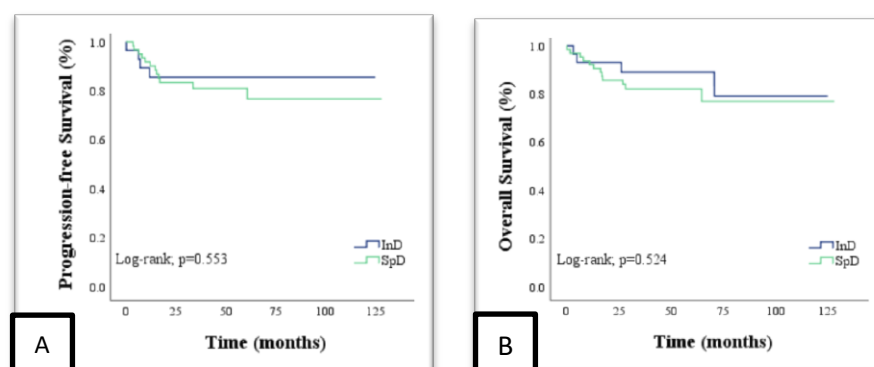 Progression-free Survival (%)
1.0
0.8
0.6
0.4
0.2
0.0
Log-rank; p=0.553
InD
SpD
0 25 50 75 100 125
Time (months)
A
Overall Survival (%)
1.0
0.8
0.6
0.4
0.2
0.0
Log-rank; p=0.524
InD
SpD
0 25 50 75 100 125
Time (months)
B